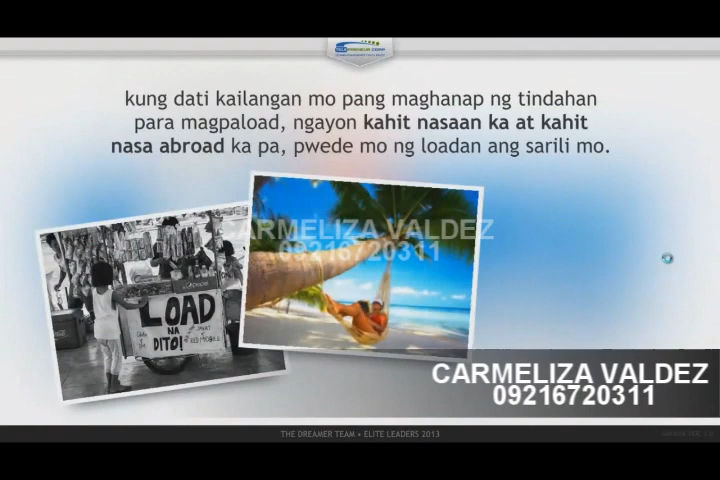 kung dati kailangan mo pang maghanap ng tindahan
para magpaload, ngayon kahit nasaan ka at kahit
nasa abroad ka pa, pwede mo ng loadan ang sarili mo.
CARMELIZA VALDEZ
09216720311
LOAD
NA
DITO!
CARMELIZA VALDEZ
09216720311
THE DREAMER TEAM • ELITE LEADERS 2013